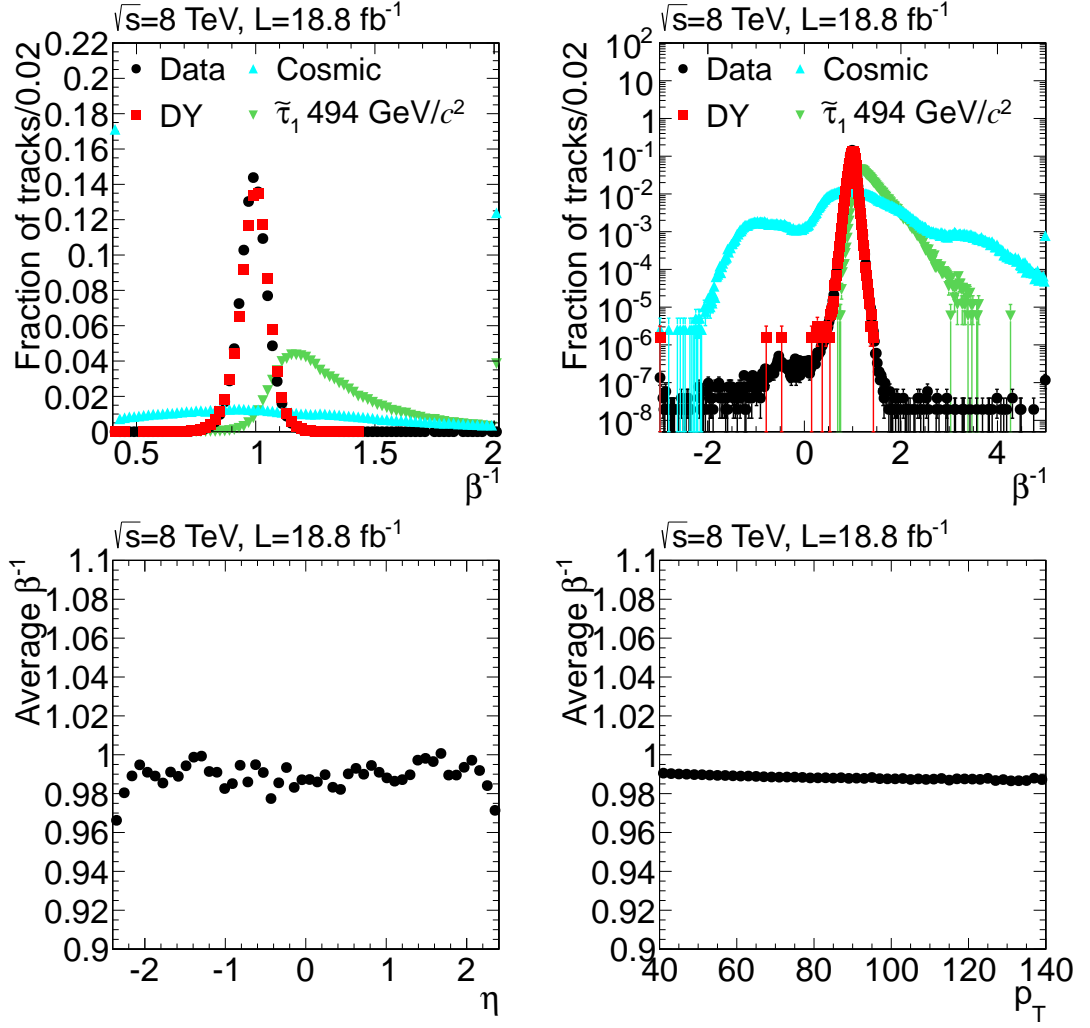 √s=8 TeV, L=18.8 fb⁻¹
Fraction of tracks/0.02
0.22
0.2
0.18
0.16
0.14
0.12
0.1
0.08
0.06
0.04
0.02
0
Data
Cosmic
DY
τ̃₁ 494 GeV/c²
0.5 1 1.5 2
β⁻¹
√s=8 TeV, L=18.8 fb⁻¹
Fraction of tracks/0.02
10²
10
1
10⁻¹
10⁻²
10⁻³
10⁻⁴
10⁻⁵
10⁻⁶
10⁻⁷
10⁻⁸
Data
Cosmic
DY
τ̃₁ 494 GeV/c²
-2 0 2 4
β⁻¹
√s=8 TeV, L=18.8 fb⁻¹
Average β⁻¹
1.1
1.08
1.06
1.04
1.02
1
0.98
0.96
0.94
0.92
0.9
-2 -1 0 1 2
η
√s=8 TeV, L=18.8 fb⁻¹
Average β⁻¹
1.1
1.08
1.06
1.04
1.02
1
0.98
0.96
0.94
0.92
0.9
40 60 80 100 120 140
p_T